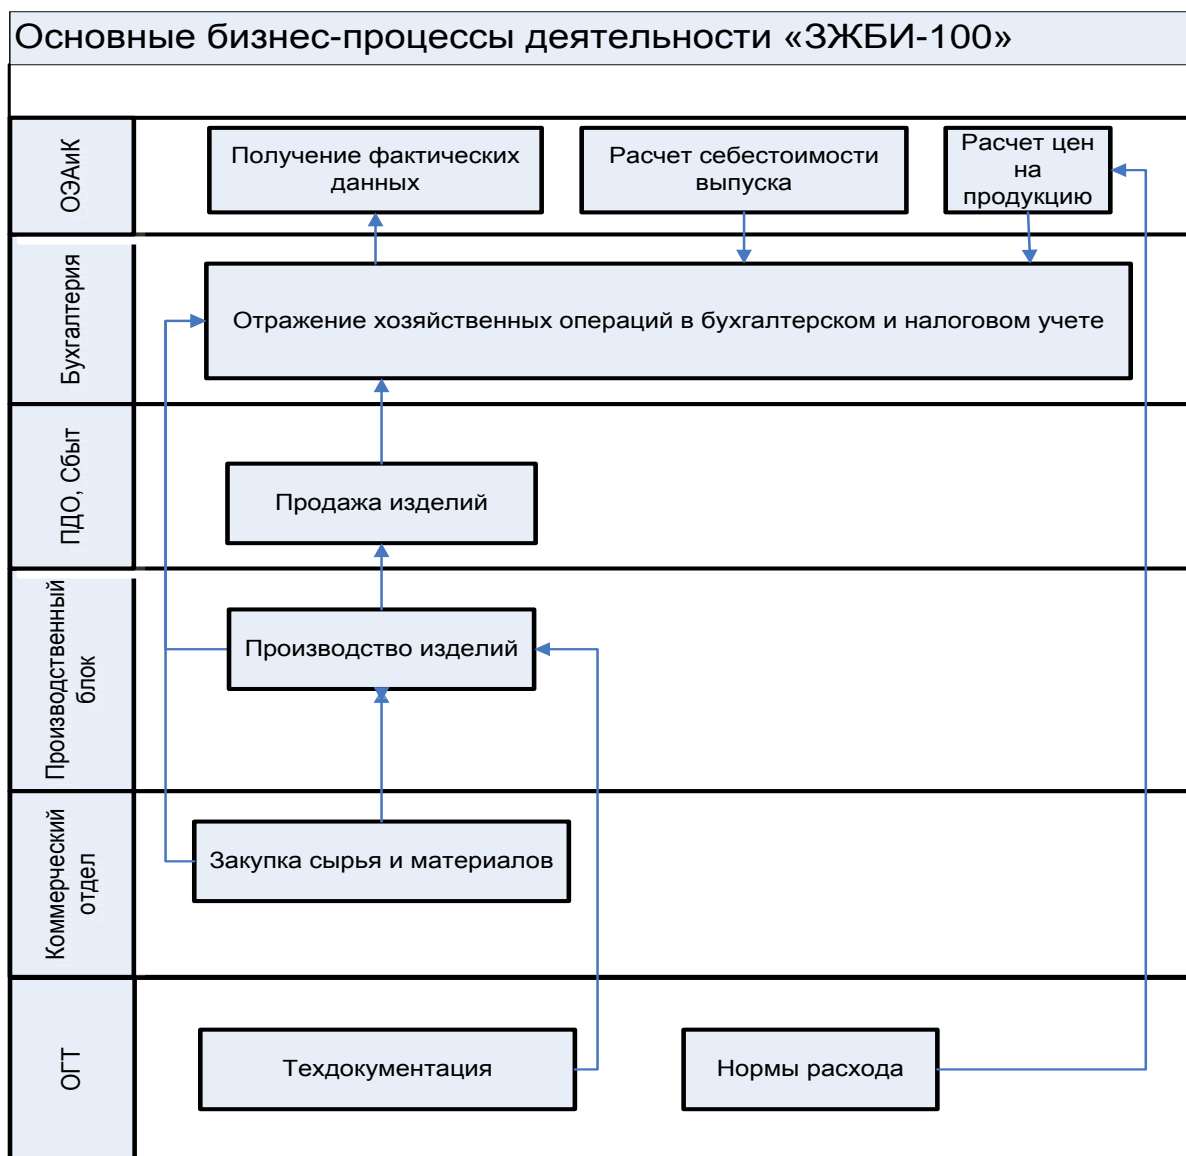 Основные бизнес-процессы деятельности «ЗЖБИ-100»
ОЭАиК
Получение фактических
данных
Расчет себестоимости
выпуска
Расчет цен
на
продукцию
Бухгалтерия
Отражение хозяйственных операций в бухгалтерском и налоговом учете
ПДО, Сбыт
Продажа изделий
Производственный
блок
Производство изделий
Коммерческий
отдел
Закупка сырья и материалов
ОГТ
Техдокументация
Нормы расхода